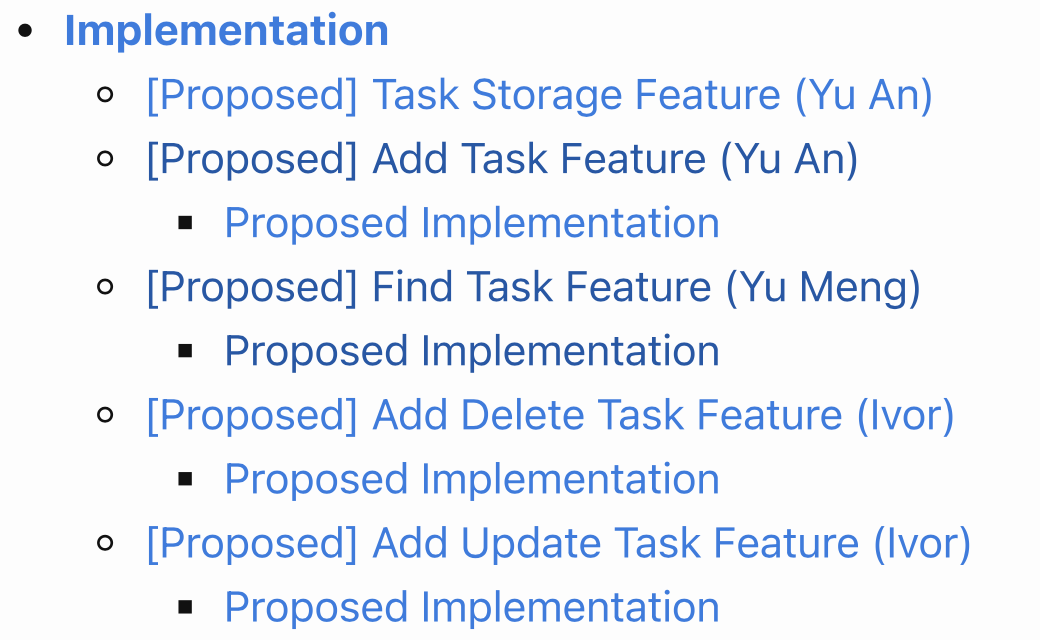 Implementation
[Proposed] Task Storage Feature (Yu An)
[Proposed] Add Task Feature (Yu An)
Proposed Implementation
[Proposed] Find Task Feature (Yu Meng)
Proposed Implementation
[Proposed] Add Delete Task Feature (Ivor)
Proposed Implementation
[Proposed] Add Update Task Feature (Ivor)
Proposed Implementation